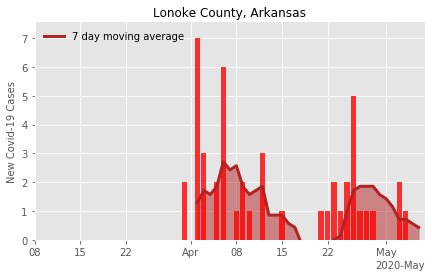 Lonoke County, Arkansas
7 day moving average
New Covid-19 Cases
7
6
5
4
3
2
1
0
08 15 22 Apr 08 15 22 May
2020-May